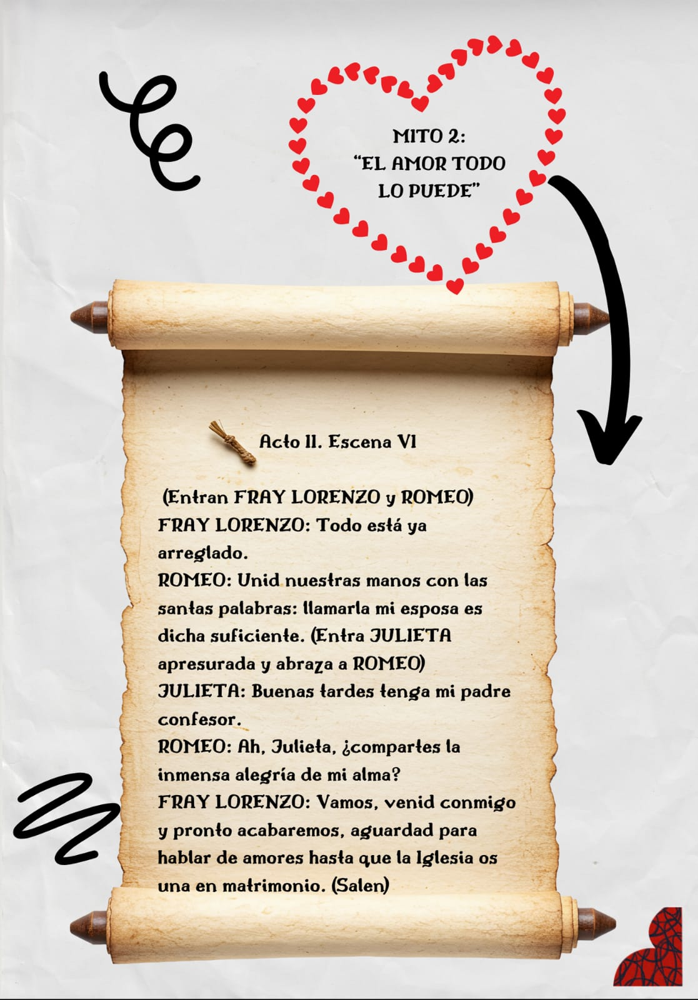 MITO 2:
“EL AMOR TODO
LO PUEDE”
Acto II. Escena VI
(Entran FRAY LORENZO y ROMEO)
FRAY LORENZO: Todo está ya
arreglado.
ROMEO: Unid nuestras manos con las
santas palabras: llamarla mi esposa es
dicha suficiente. (Entra JULIETA
apresurada y abraza a ROMEO)
JULIETA: Buenas tardes tenga mi padre
confesor.
ROMEO: Ah, Julieta, ¿compartes la
inmensa alegría de mi alma?
FRAY LORENZO: Vamos, venid conmigo
y pronto acabaremos, aguardad para
hablar de amores hasta que la Iglesia os
una en matrimonio. (Salen)